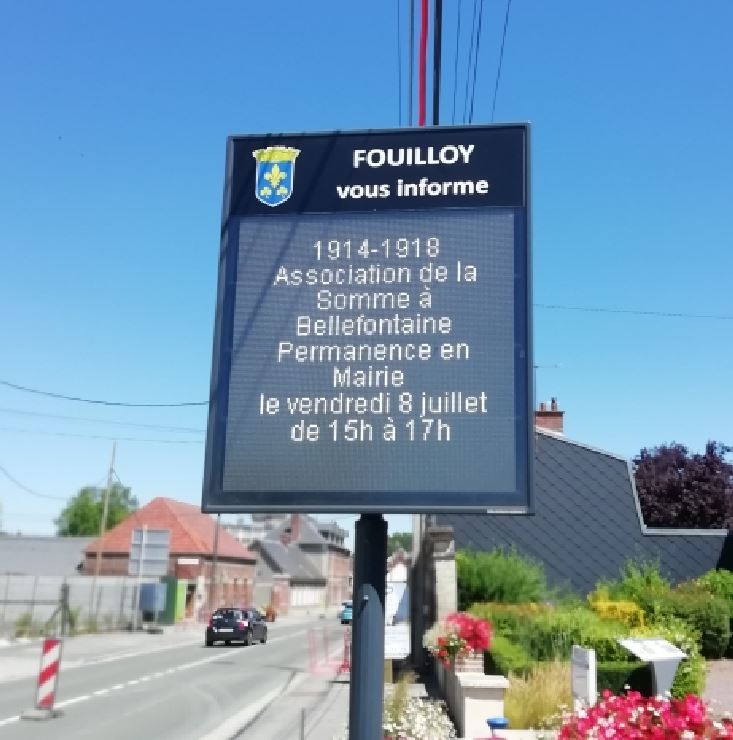 FOUILLOY
vous informe
1914-1918
Association de la
Somme à
Bellefontaine
Permanence en
Mairie
le vendredi 8 juillet
de 15h à 17h